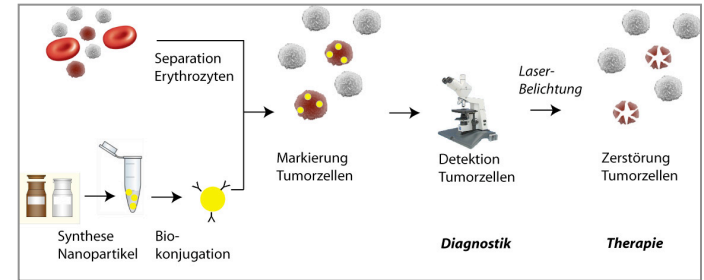 Separation
Erythrozyten
Laser-
Belichtung
Markierung
Tumorzellen
Detektion
Tumorzellen
Zerstörung
Tumorzellen
Synthese
Nanopartikel
Bio-
konjugation
Diagnostik
Therapie